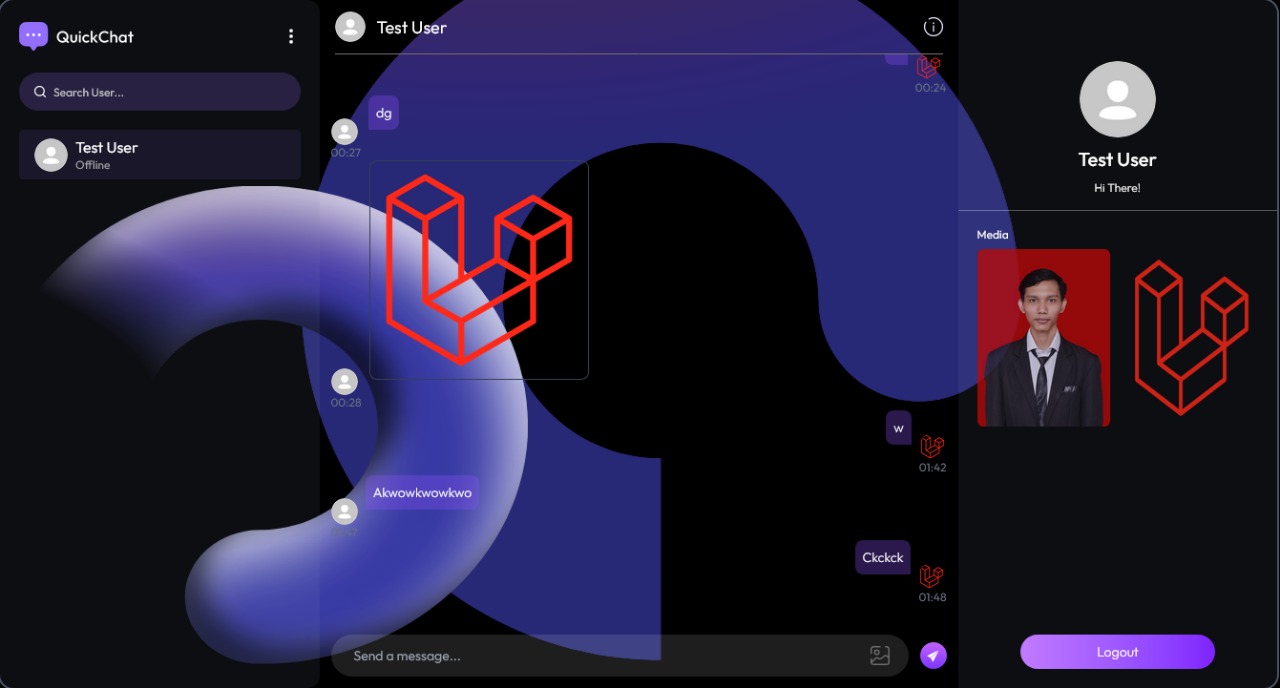 QuickChat
Search User...
Test User
Offline
Test User
00:24
dg
00:27
00:28
w
01:42
Akwowkwowkwo
Ckckck
01:48
Send a message...
Test User
Hi There!
Media
Logout